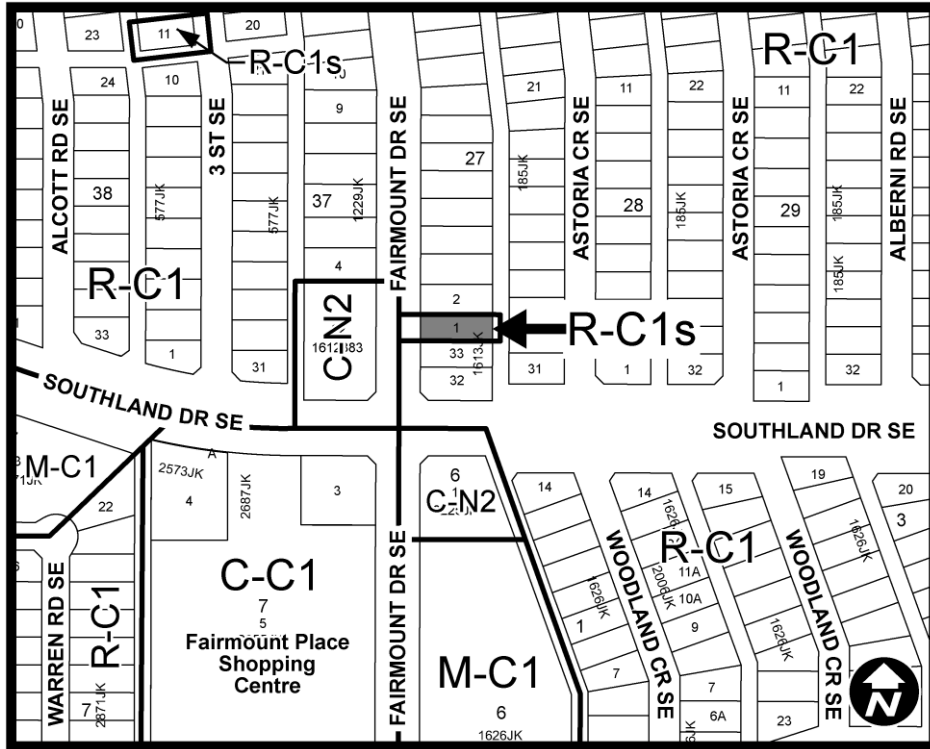 23
11
20
R-C1s
R-C1
24
10
9
21
11
22
11
22
ALCOTT RD SE
3 ST SE
FAIRMOUNT DR SE
ASTORIA CR SE
ASTORIA CR SE
ALBERNI RD SE
27
38
577JK
577JK
37
1229JK
185JK
28
185JK
29
185JK
185JK
4
R-C1
C-N2
2
1
R-C1s
33
1
31
33
32
1613JK
31
1
32
1
32
SOUTHLAND DR SE
SOUTHLAND DR SE
M-C1
A
2573JK
4
2687JK
3
6
C-N2
14
14
15
19
20
3
22
1626JK
R-C1
1626JK
WARREN RD SE
R-C1
2871JK
7
C-C1
7
5
Fairmount Place
Shopping
Centre
FAIRMOUNT DR SE
M-C1
6
1626JK
1626JK
1
7
WOODLAND CR SE
2006JK
11A
10A
9
7
6A
1626JK
23
WOODLAND CR SE
N